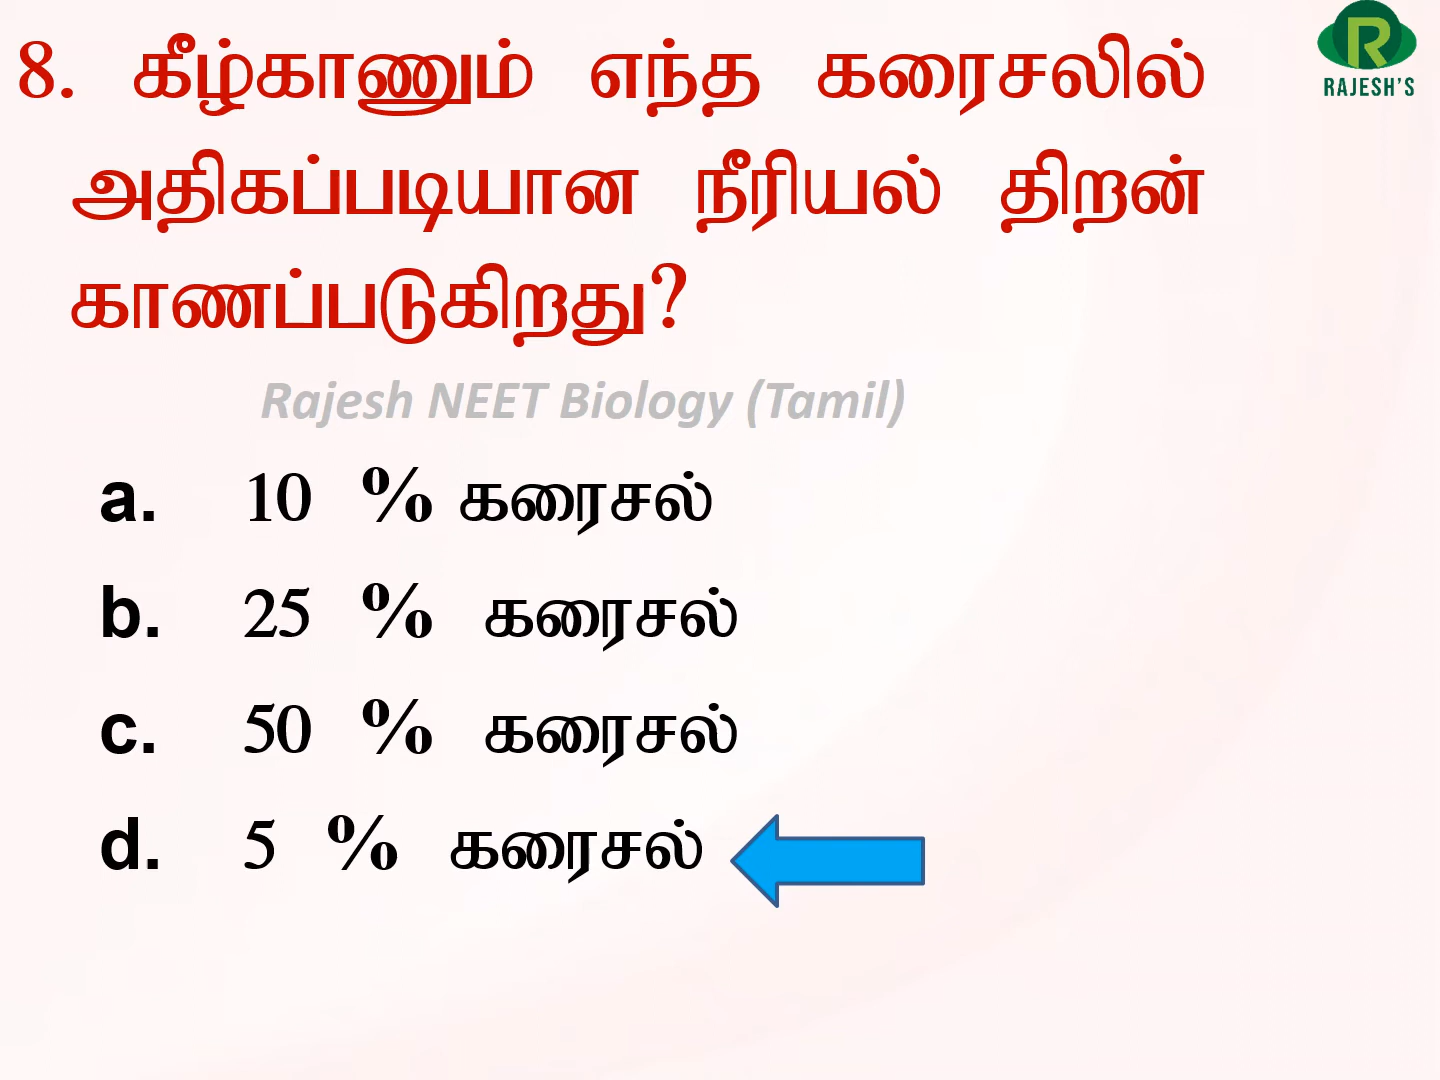 8. கீழ்காணும் எந்த கரைசலில்
அதிகப்படியான நீரியல் திறன்
காணப்படுகிறது?
RAJESH'S
Rajesh NEET Biology (Tamil)
a. 10 % கரைசல்
b. 25 % கரைசல்
c. 50 % கரைசல்
d. 5 % கரைசல்